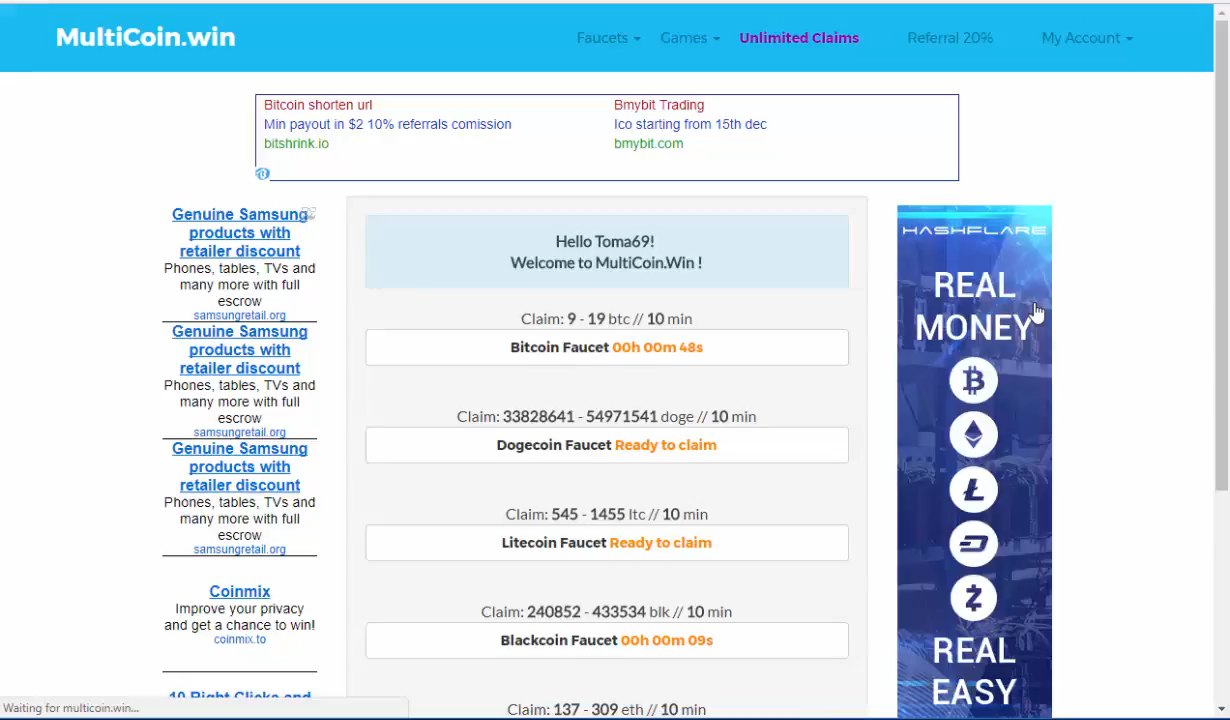 MultiCoin.win
Faucets
Games
Unlimited Claims
Referral 20%
My Account
Bitcoin shorten url
Min payout in $2 10% referrals comission
bitshrink.io
Bmybit Trading
Ico starting from 15th dec
bmybit.com
Genuine Samsung
products with
retailer discount
Phones, tables, TVs and
many more with full
escrow
samsungretail.org
Genuine Samsung
products with
retailer discount
Phones, tables, TVs and
many more with full
escrow
samsungretail.org
Genuine Samsung
products with
retailer discount
Phones, tables, TVs and
many more with full
escrow
samsungretail.org
Coinmix
Improve your privacy
and get a chance to win!
coinmix.to
10 Right Clicks and
Hello Toma69!
Welcome to MultiCoin.Win !
Claim: 9 - 19 btc // 10 min
Bitcoin Faucet 00h 00m 48s
Claim: 33828641 - 54971541 doge // 10 min
Dogecoin Faucet Ready to claim
Claim: 545 - 1455 ltc // 10 min
Litecoin Faucet Ready to claim
Claim: 240852 - 433534 blk // 10 min
Blackcoin Faucet 00h 00m 09s
Claim: 137 - 309 eth // 10 min
HASHFLARE
REAL
MONEY
REAL
EASY
Waiting for multicoin.win...